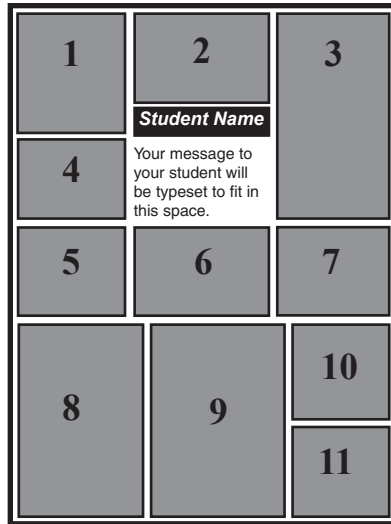 1
2
3
Student Name
Your message to
your student will
be typeset to fit in
this space.
4
5
6
7
8
9
10
11